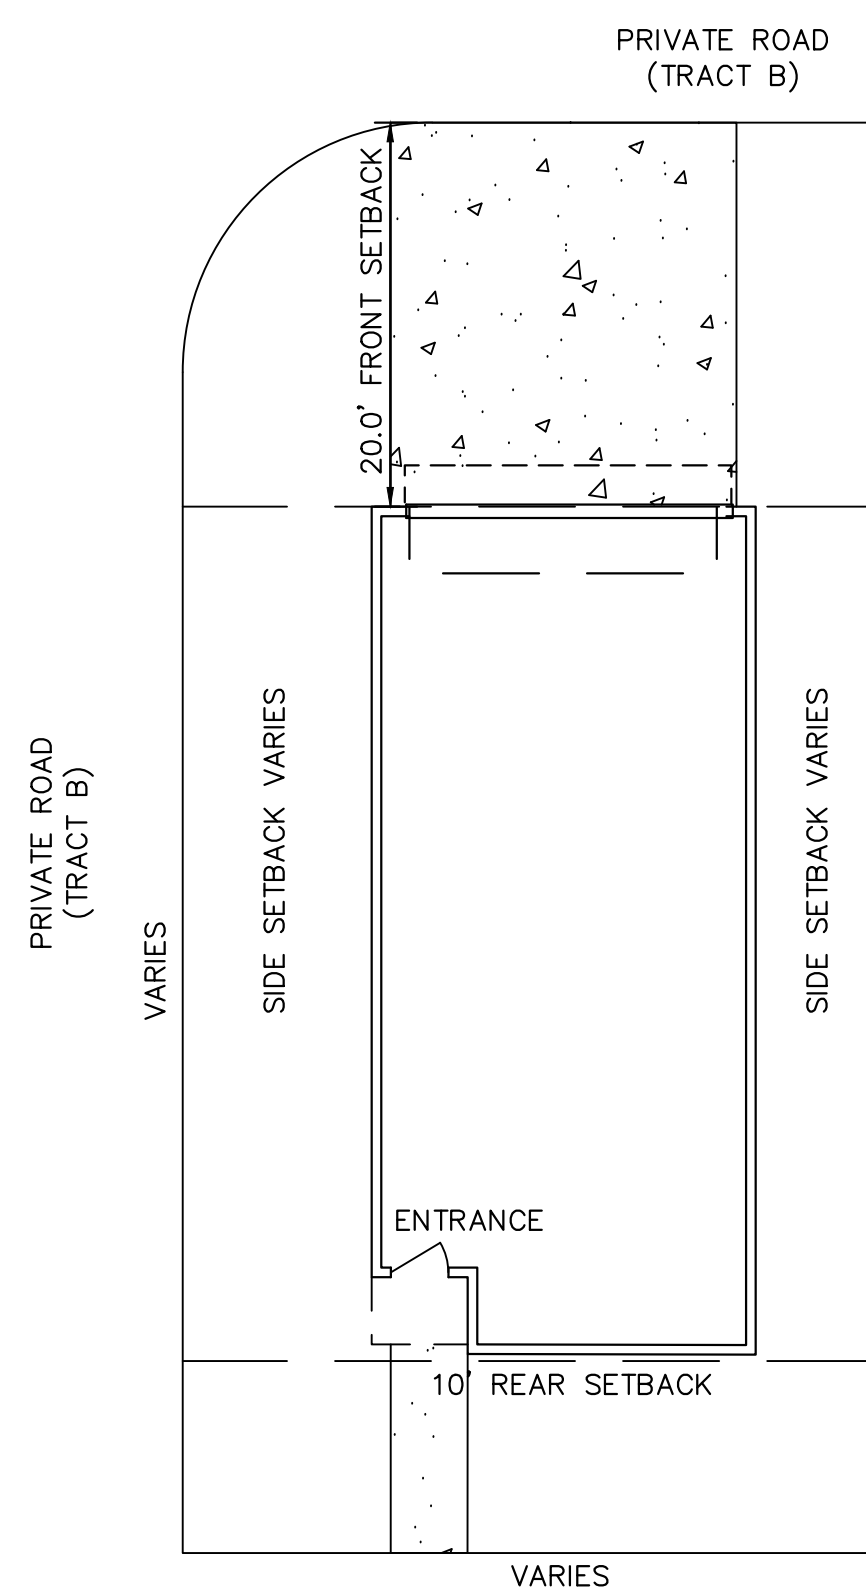 PRIVATE ROAD
(TRACT B)
20.0' FRONT SETBACK
PRIVATE ROAD
(TRACT B)
VARIES
SIDE SETBACK VARIES
SIDE SETBACK VARIES
ENTRANCE
10' REAR SETBACK
VARIES